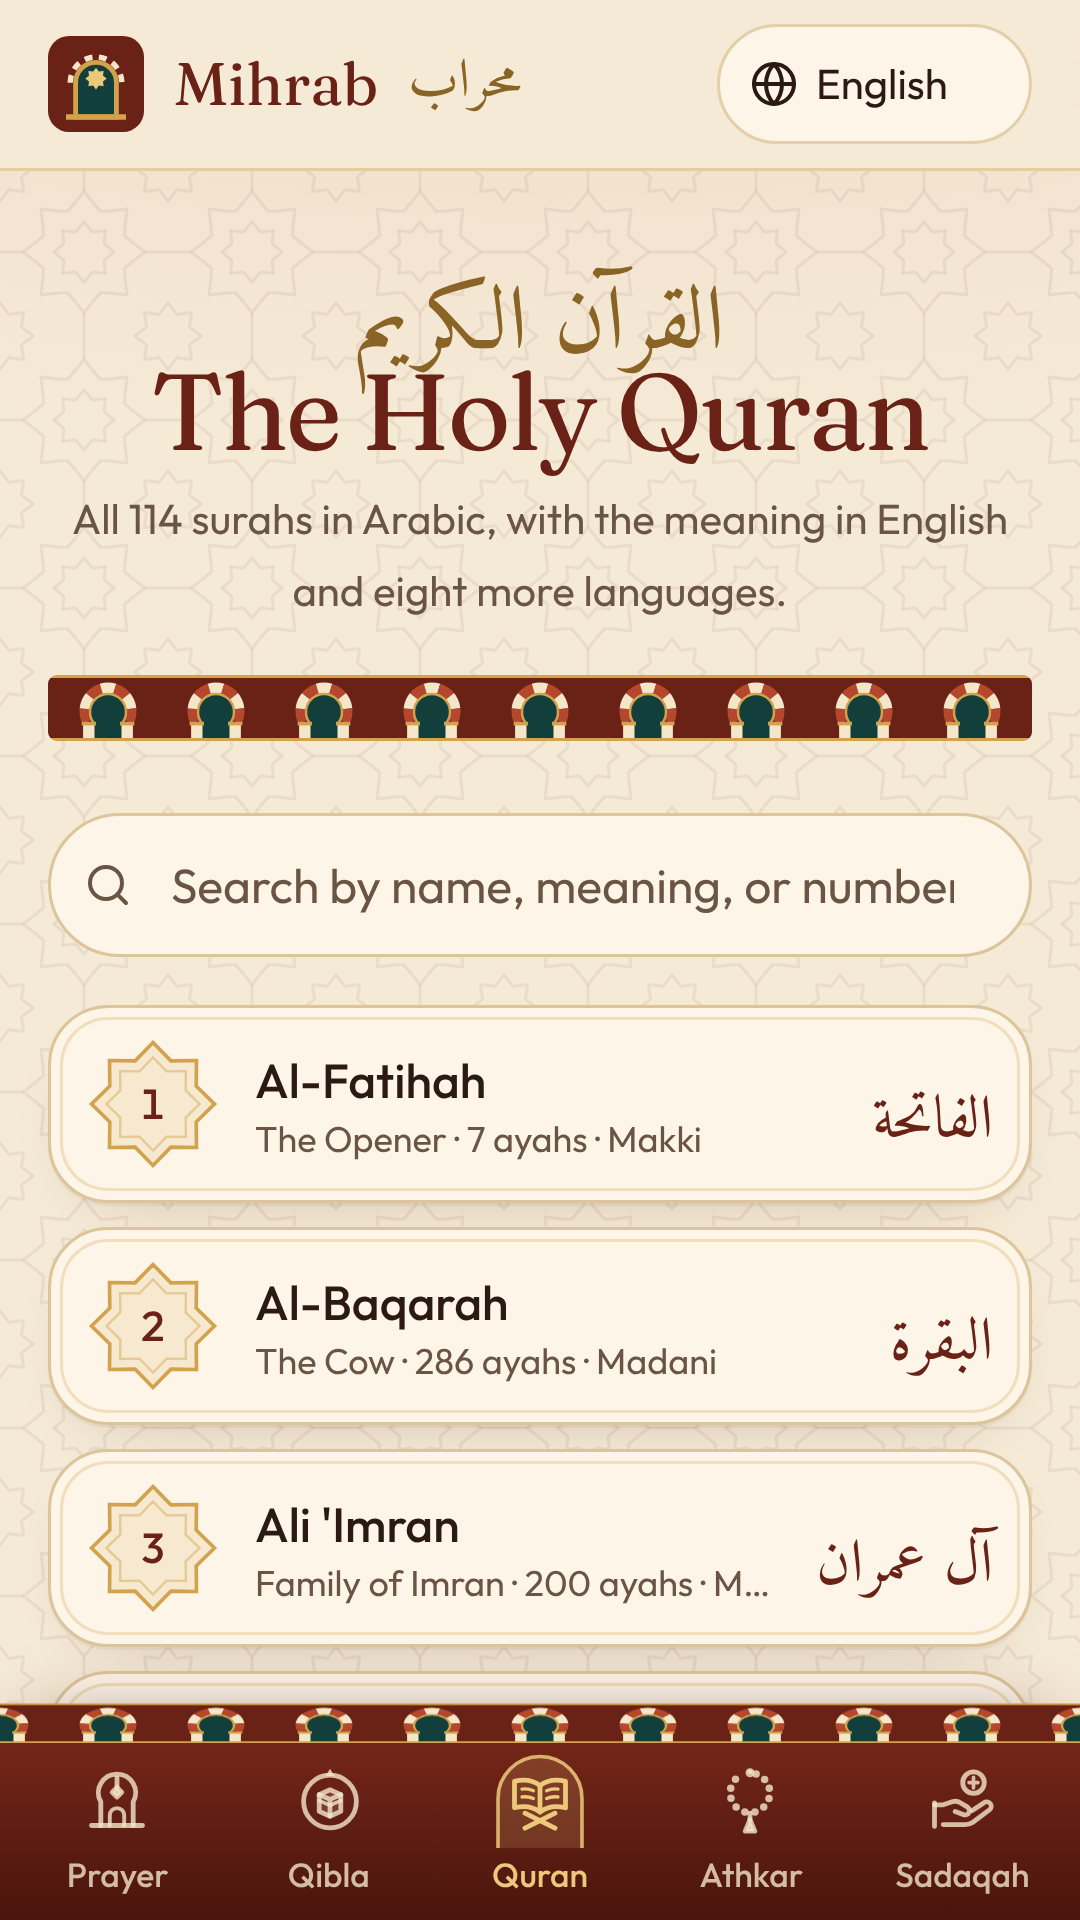 Mihrab محراب
English
القرآن الكريم
The Holy Quran
All 114 surahs in Arabic, with the meaning in English
and eight more languages.
Search by name, meaning, or number
1
Al-Fatihah
The Opener · 7 ayahs · Makki
الفاتحة
2
Al-Baqarah
The Cow · 286 ayahs · Madani
البقرة
3
Ali 'Imran
Family of Imran · 200 ayahs · M...
آل عمران
Prayer
Qibla
Quran
Athkar
Sadaqah